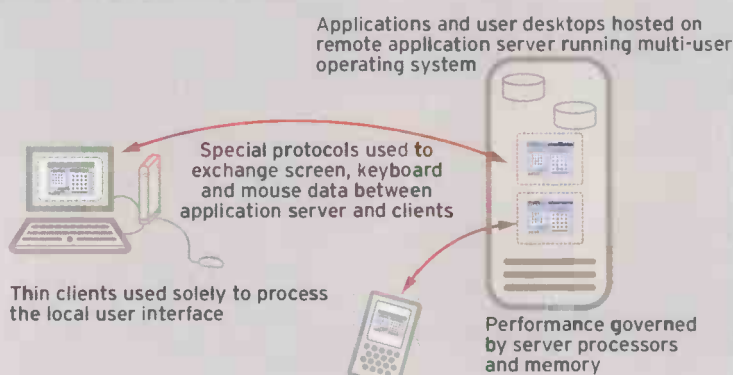 Applications and user desktops hosted on
remote application server running multi-user
operating system
Special protocols used to
exchange screen, keyboard
and mouse data between
application server and clients
Thin clients used solely to process
the local user interface
Performance governed
by server processors
and memory